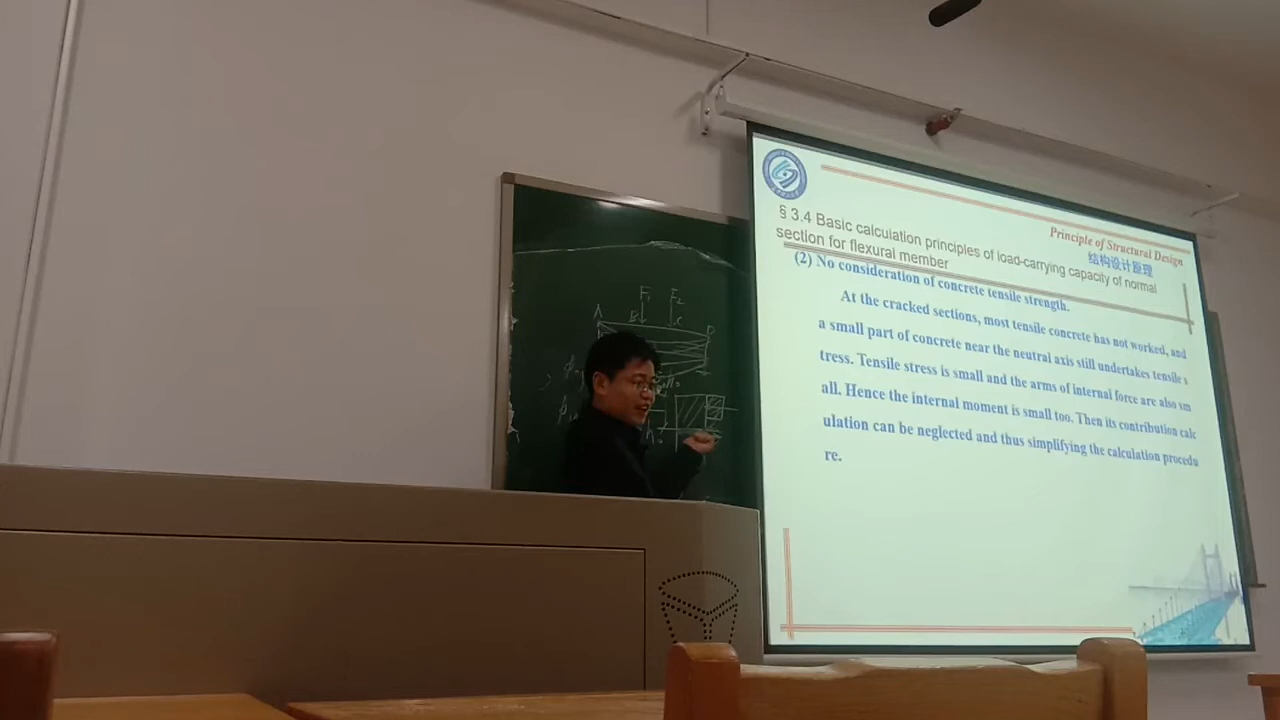 § 3.4 Basic calculation principles of load-carrying capacity of normal
section for flexural member
Principle of Structural Design
结构设计原理
(2) No consideration of concrete tensile strength.
At the cracked sections, most tensile concrete has not worked, and
a small part of concrete near the neutral axis still undertakes tensile s
tress. Tensile stress is small and the arms of internal force are also sm
all. Hence the internal moment is small too. Then its contribution calc
ulation can be neglected and thus simplifying the calculation procedu
re.
F₁ F₂
A B C D